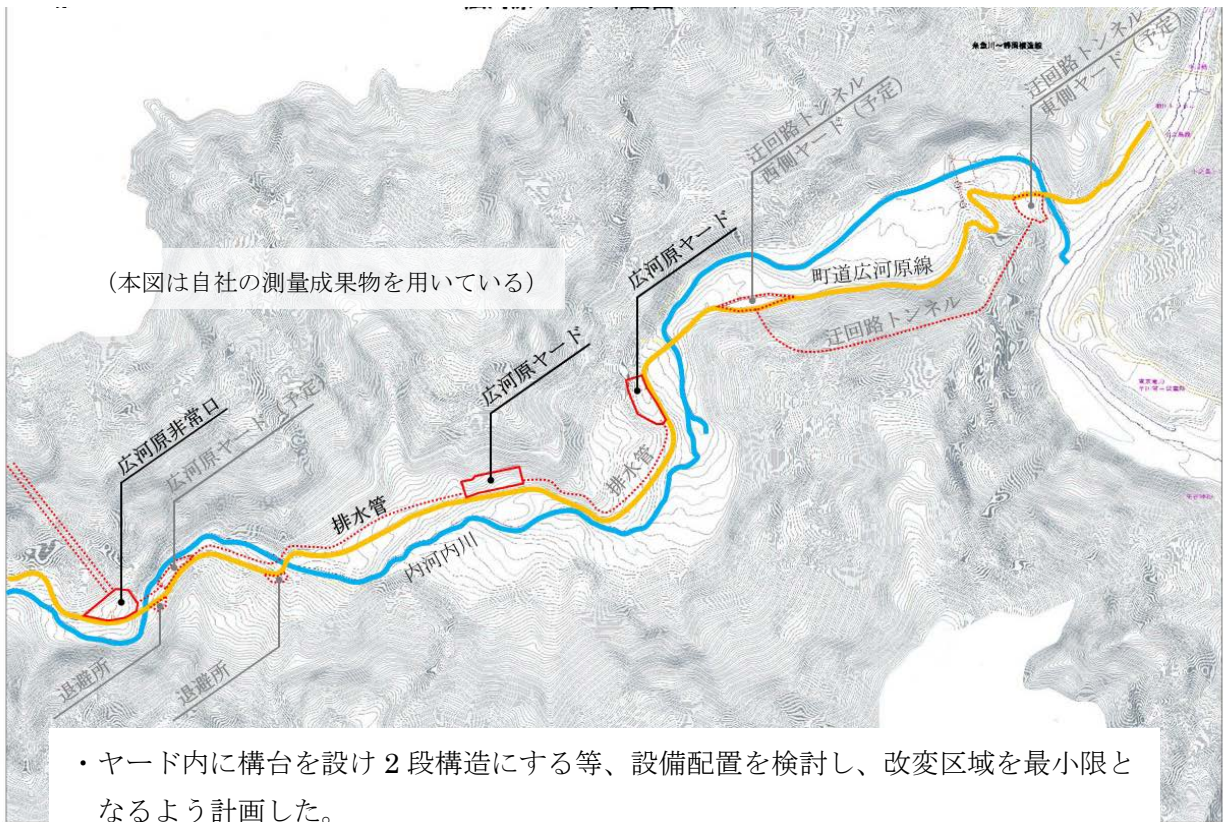 迂回路トンネル
東側ヤード（予定）
迂回路トンネル
西側ヤード（予定）
広河原ヤード
（本図は自社の測量成果物を用いている）
町道広河原線
迂回路トンネル
広河原ヤード
広河原非常口
広河原ヤード（予定）
排水管
排水管
内河内川
退避所
退避所
・ヤード内に構台を設け 2 段構造にする等、設備配置を検討し、改変区域を最小限と
なるよう計画した。